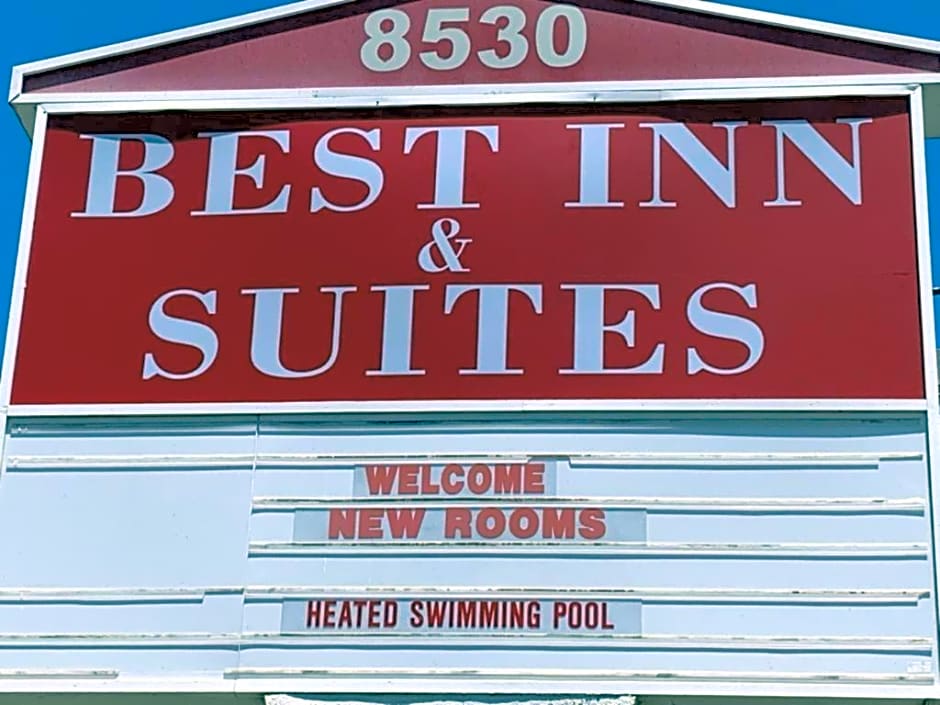 8530
BEST INN
&
SUITES
WELCOME
NEW ROOMS
HEATED SWIMMING POOL